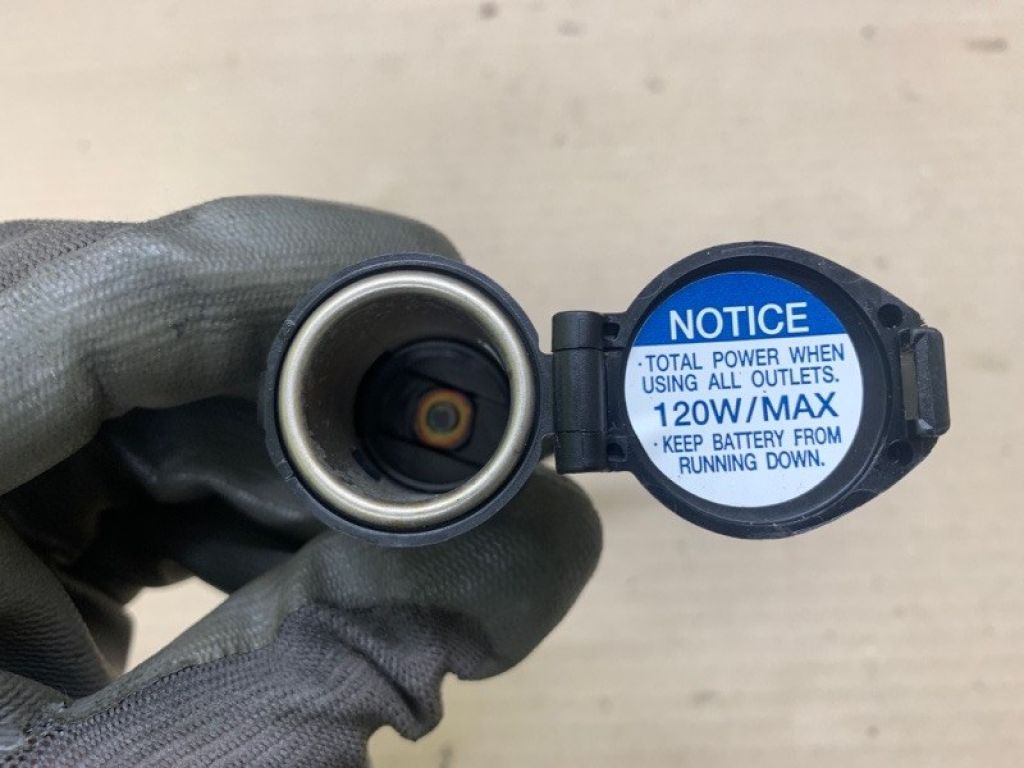 NOTICE
·TOTAL POWER WHEN
USING ALL OUTLETS.
120W/MAX
·KEEP BATTERY FROM
RUNNING DOWN.